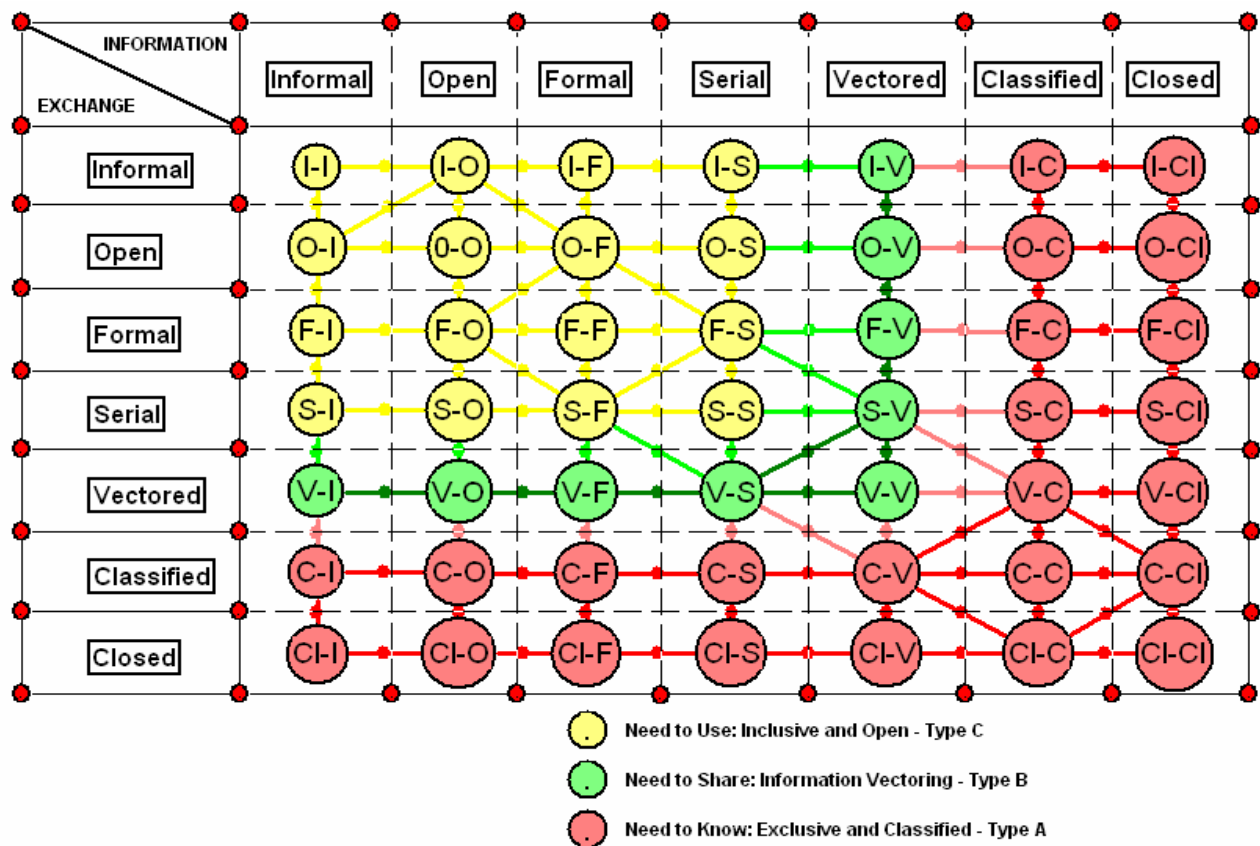 INFORMATION
EXCHANGE
Informal Open Formal Serial Vectored Classified Closed
Informal I-I I-O I-F I-S I-V I-C I-Cl
Open O-I 0-O O-F O-S O-V O-C O-Cl
Formal F-I F-O F-F F-S F-V F-C F-Cl
Serial S-I S-O S-F S-S S-V S-C S-Cl
Vectored V-I V-O V-F V-S V-V V-C V-Cl
Classified C-I C-O C-F C-S C-V C-C C-Cl
Closed Cl-I Cl-O Cl-F Cl-S Cl-V Cl-C Cl-Cl
Need to Use: Inclusive and Open - Type C
Need to Share: Information Vectoring - Type B
Need to Know: Exclusive and Classified - Type A